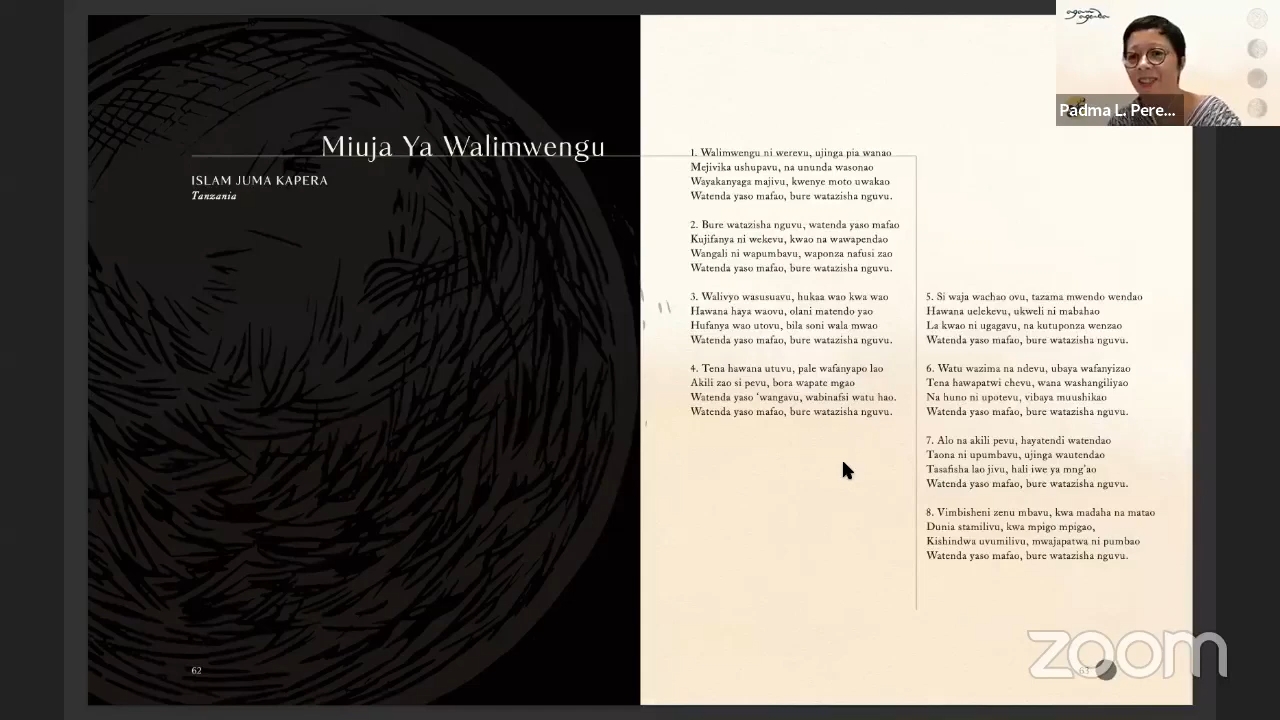 Miuja Ya Walimwengu
ISLAM JUMA KAPERA
Tanzania
62
1. Walimwengu ni werevu, ujinga pia wanao
Mejivika ushupavu, na ununda wasonao
Wayakanyaga majivu, kwenye moto uwakao
Watenda yaso mafao, bure watazisha nguvu.
2. Bure watazisha nguvu, watenda yaso mafao
Kujifanya ni wekevu, kwao na wawapendao
Wangali ni wapumbavu, waponza nafusi zao
Watenda yaso mafao, bure watazisha nguvu.
3. Walivyo wasusuavu, hukaa wao kwa wao
Hawana haya waovu, olani matendo yao
Hufanya wao utovu, bila soni wala mwao
Watenda yaso mafao, bure watazisha nguvu.
4. Tena hawana utuvu, pale wafanyapo lao
Akili zao si pevu, bora wapate mgao
Watenda yaso 'wangavu, wabinafsi watu hao.
Watenda yaso mafao, bure watazisha nguvu.
5. Si waja wachao ovu, tazama mwendo wendao
Hawana uelekevu, ukweli ni mabahao
La kwao ni ugagavu, na kutuponza wenzao
Watenda yaso mafao, bure watazisha nguvu.
6. Watu wazima na ndevu, ubaya wafanyizao
Tena hawapatwi chevu, wana washangiliyao
Na huno ni upotevu, vibaya muushikao
Watenda yaso mafao, bure watazisha nguvu.
7. Alo na akili pevu, hayatendi watendao
Taona ni upumbavu, ujinga wautendao
Tasafisha lao jivu, hali iwe ya mng'ao
Watenda yaso mafao, bure watazisha nguvu.
8. Vimbisheni zenu mbavu, kwa madaha na matao
Dunia stamilivu, kwa mpigo mpigao,
Kishindwa uvumilivu, mwajapatwa ni pumbao
Watenda yaso mafao, bure watazisha nguvu.
63
agam
agenda
Padma L. Pere...
zoom